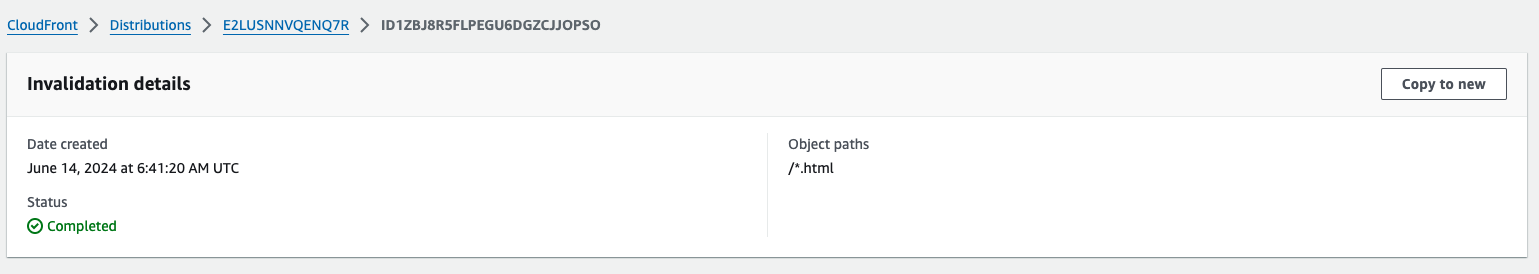 CloudFront > Distributions > E2LUSNNVQENQ7R > ID1ZBJ8R5FLPEGU6DGZCJJOPSO
Invalidation details
Copy to new
Date created
June 14, 2024 at 6:41:20 AM UTC
Object paths
/*.html
Status
Completed